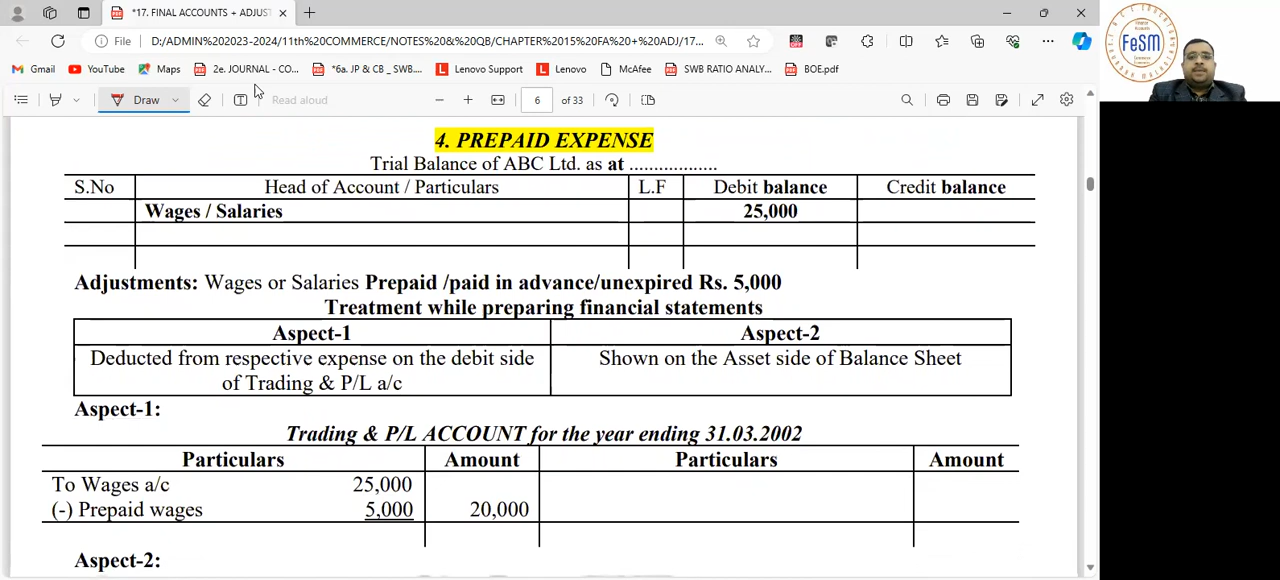 *17. FINAL ACCOUNTS + ADJUST
File D:/ADMIN%202023-2024/11th%20COMMERCE/NOTES%20&%20QB/CHAPTER%2015%20FA%20+%20ADJ/17...
Gmail YouTube Maps 2e. JOURNAL - CO... *6a. JP & CB _ SWB.... Lenovo Support Lenovo McAfee SWB RATIO ANALY... BOE.pdf
Draw Read aloud 6 of 33
FeSM
4. PREPAID EXPENSE
Trial Balance of ABC Ltd. as at ..................
S.No Head of Account / Particulars L.F Debit balance Credit balance
Wages / Salaries 25,000
Adjustments: Wages or Salaries Prepaid /paid in advance/unexpired Rs. 5,000
Treatment while preparing financial statements
Aspect-1 Aspect-2
Deducted from respective expense on the debit side Shown on the Asset side of Balance Sheet
of Trading & P/L a/c
Aspect-1:
Trading & P/L ACCOUNT for the year ending 31.03.2002
Particulars Amount Particulars Amount
To Wages a/c 25,000
(-) Prepaid wages 5,000 20,000
Aspect-2: